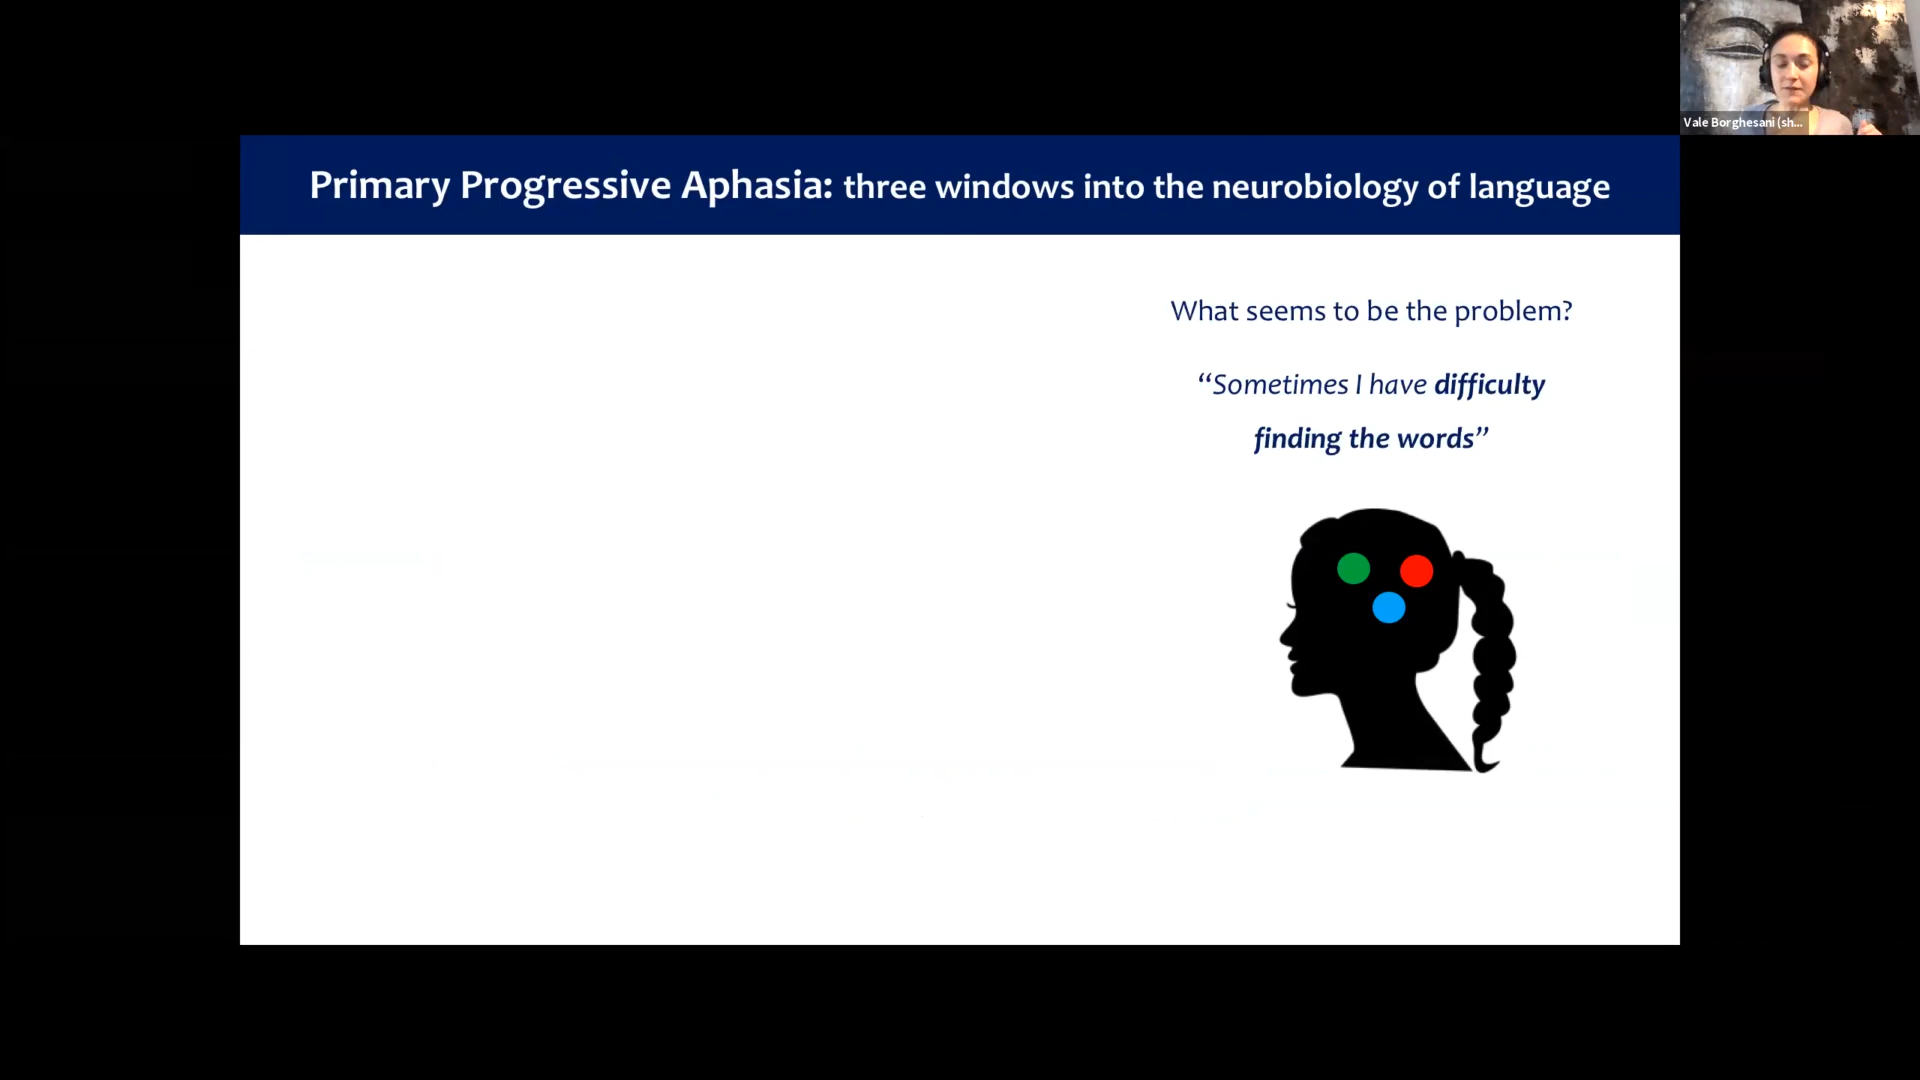 Vale Borghesani (sh...
Primary Progressive Aphasia: three windows into the neurobiology of language
What seems to be the problem?
“Sometimes I have difficulty
finding the words”